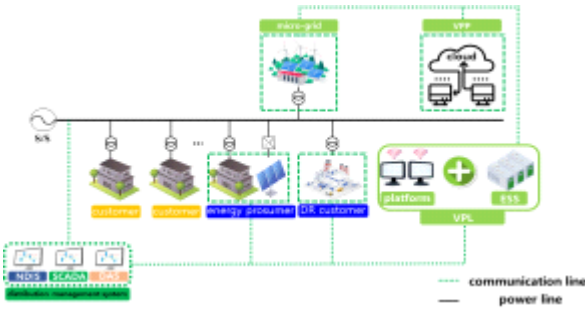 micro-grid
VPP
cloud
S/S
...
customer
customer
energy prosumer
DR customer
platform
ESS
VPL
NDIS
SCADA
DAS
distribution management system
communication line
power line